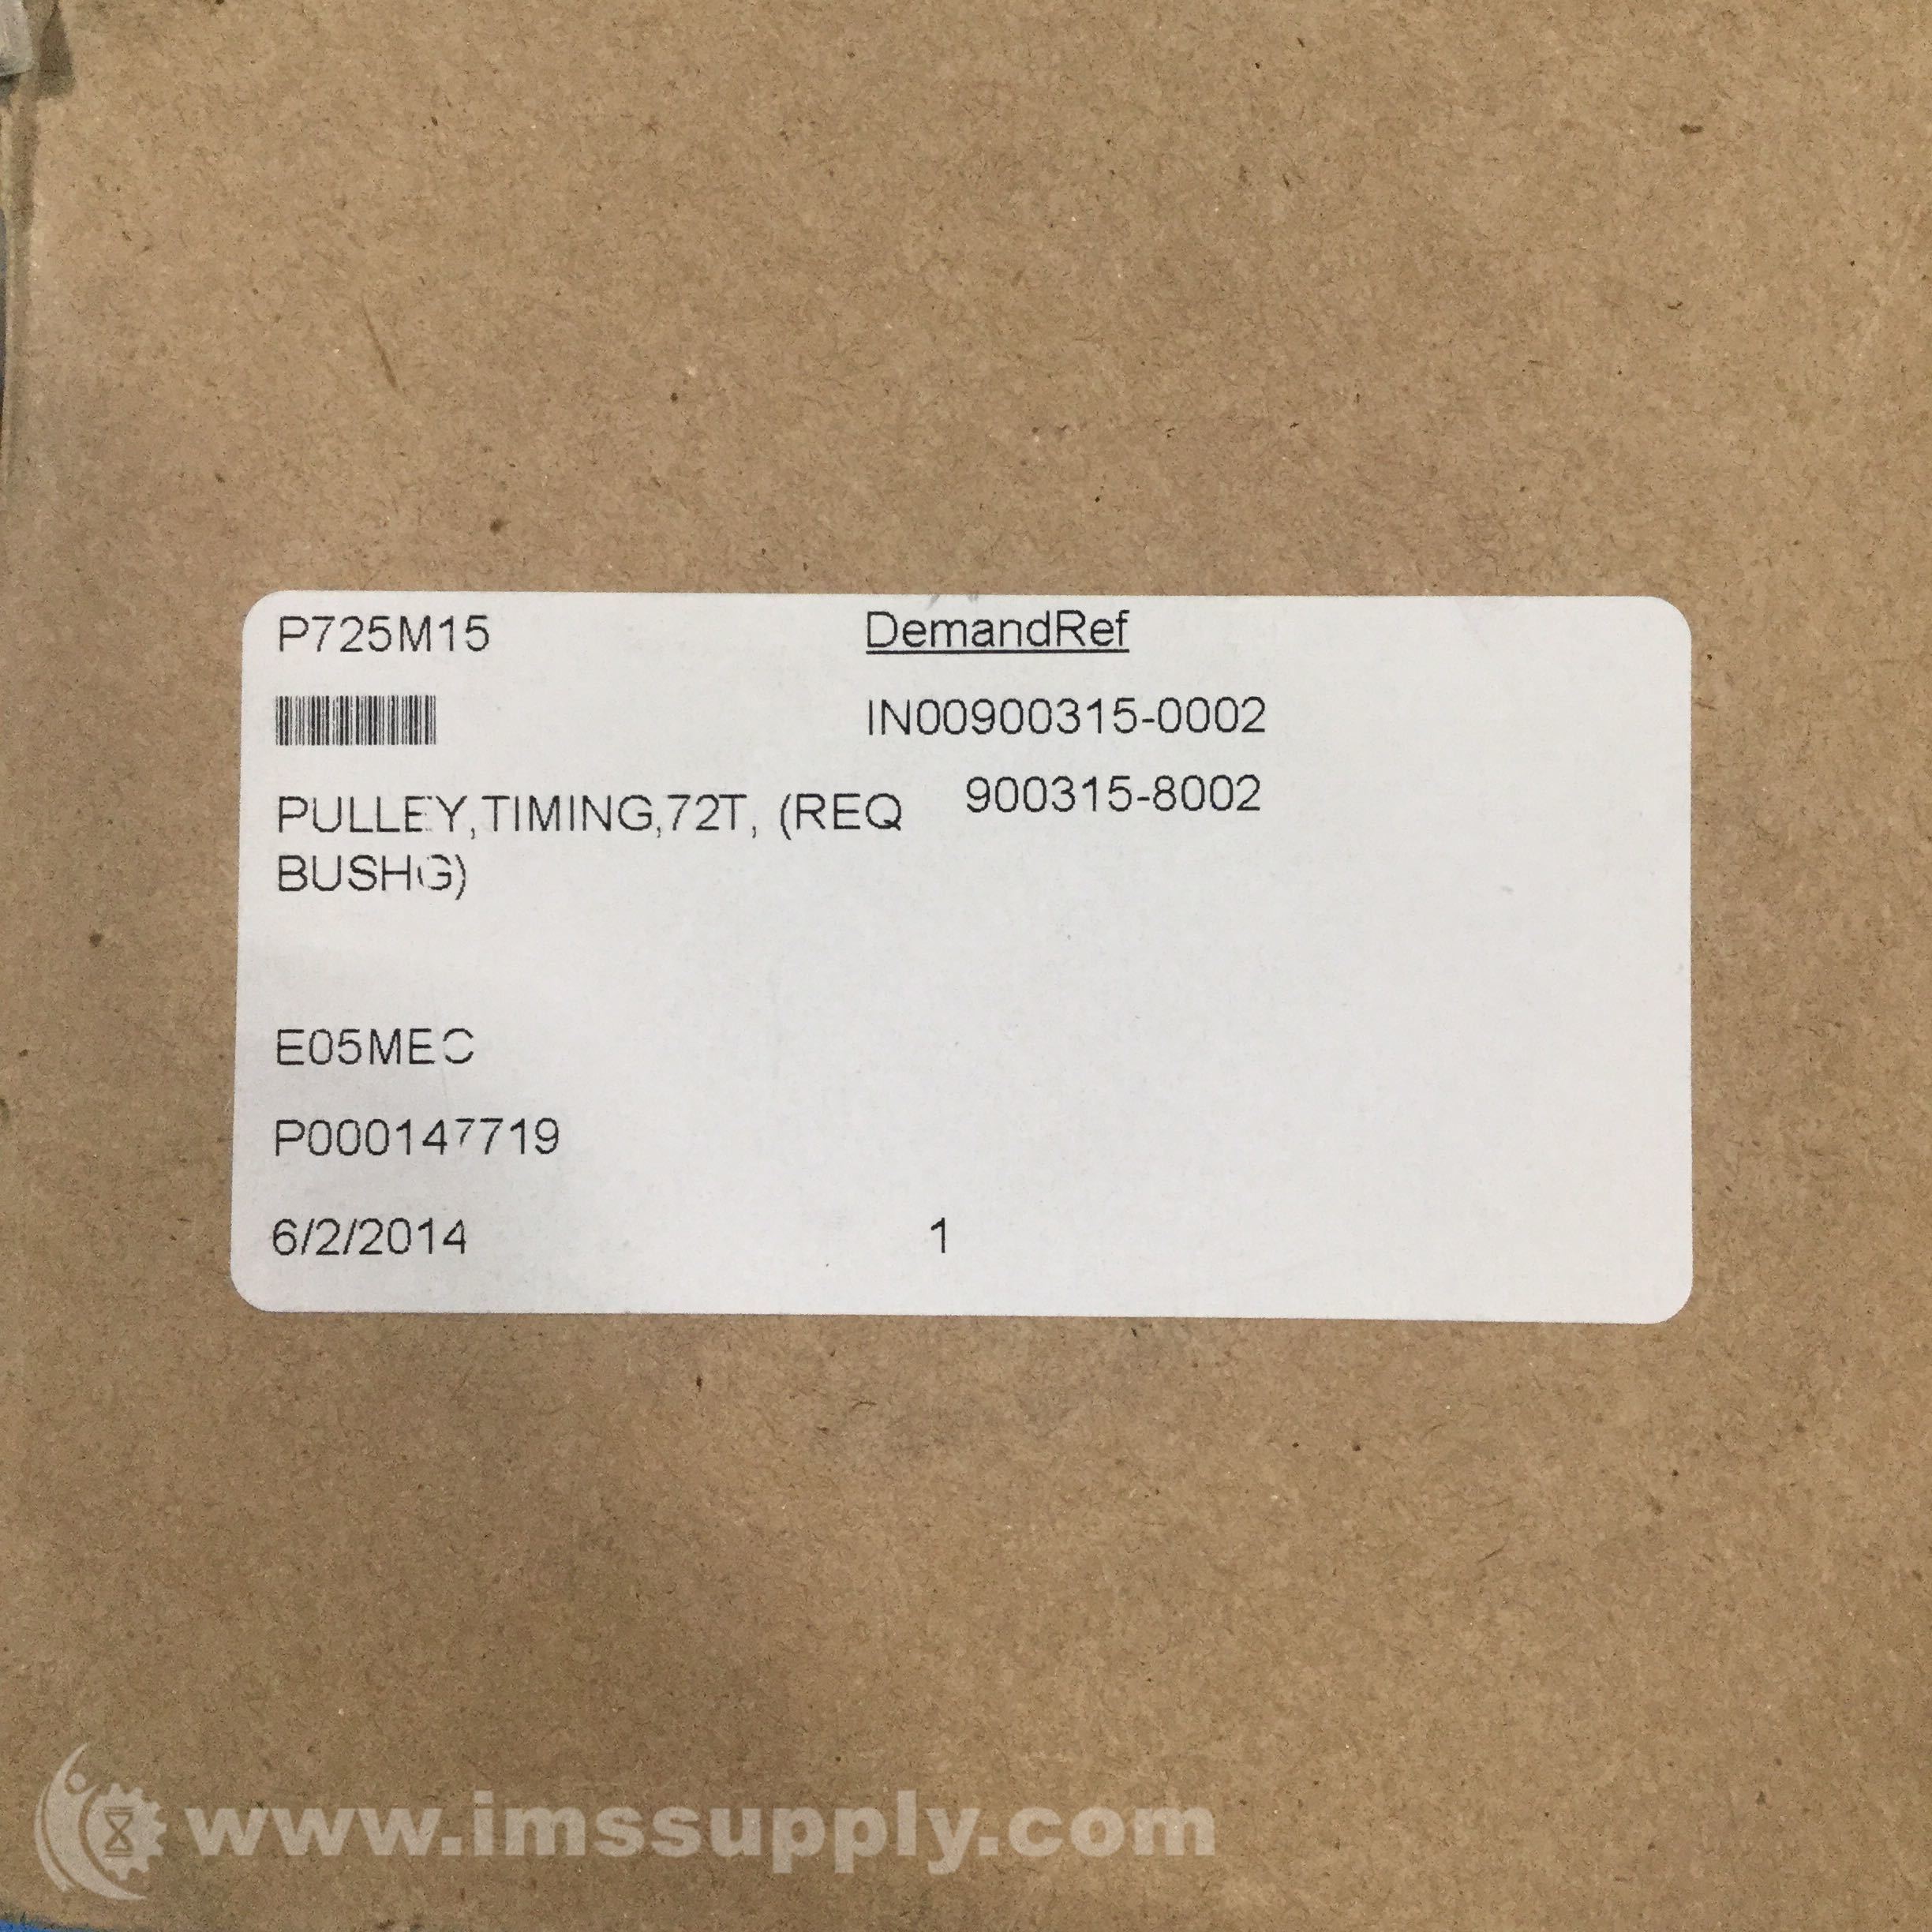 P725M15
DemandRef
IN00900315-0002
PULLEY,TIMING,72T, (REQ
900315-8002
BUSHG)
E05MEC
P000147719
6/2/2014
1
www.imssupply.com